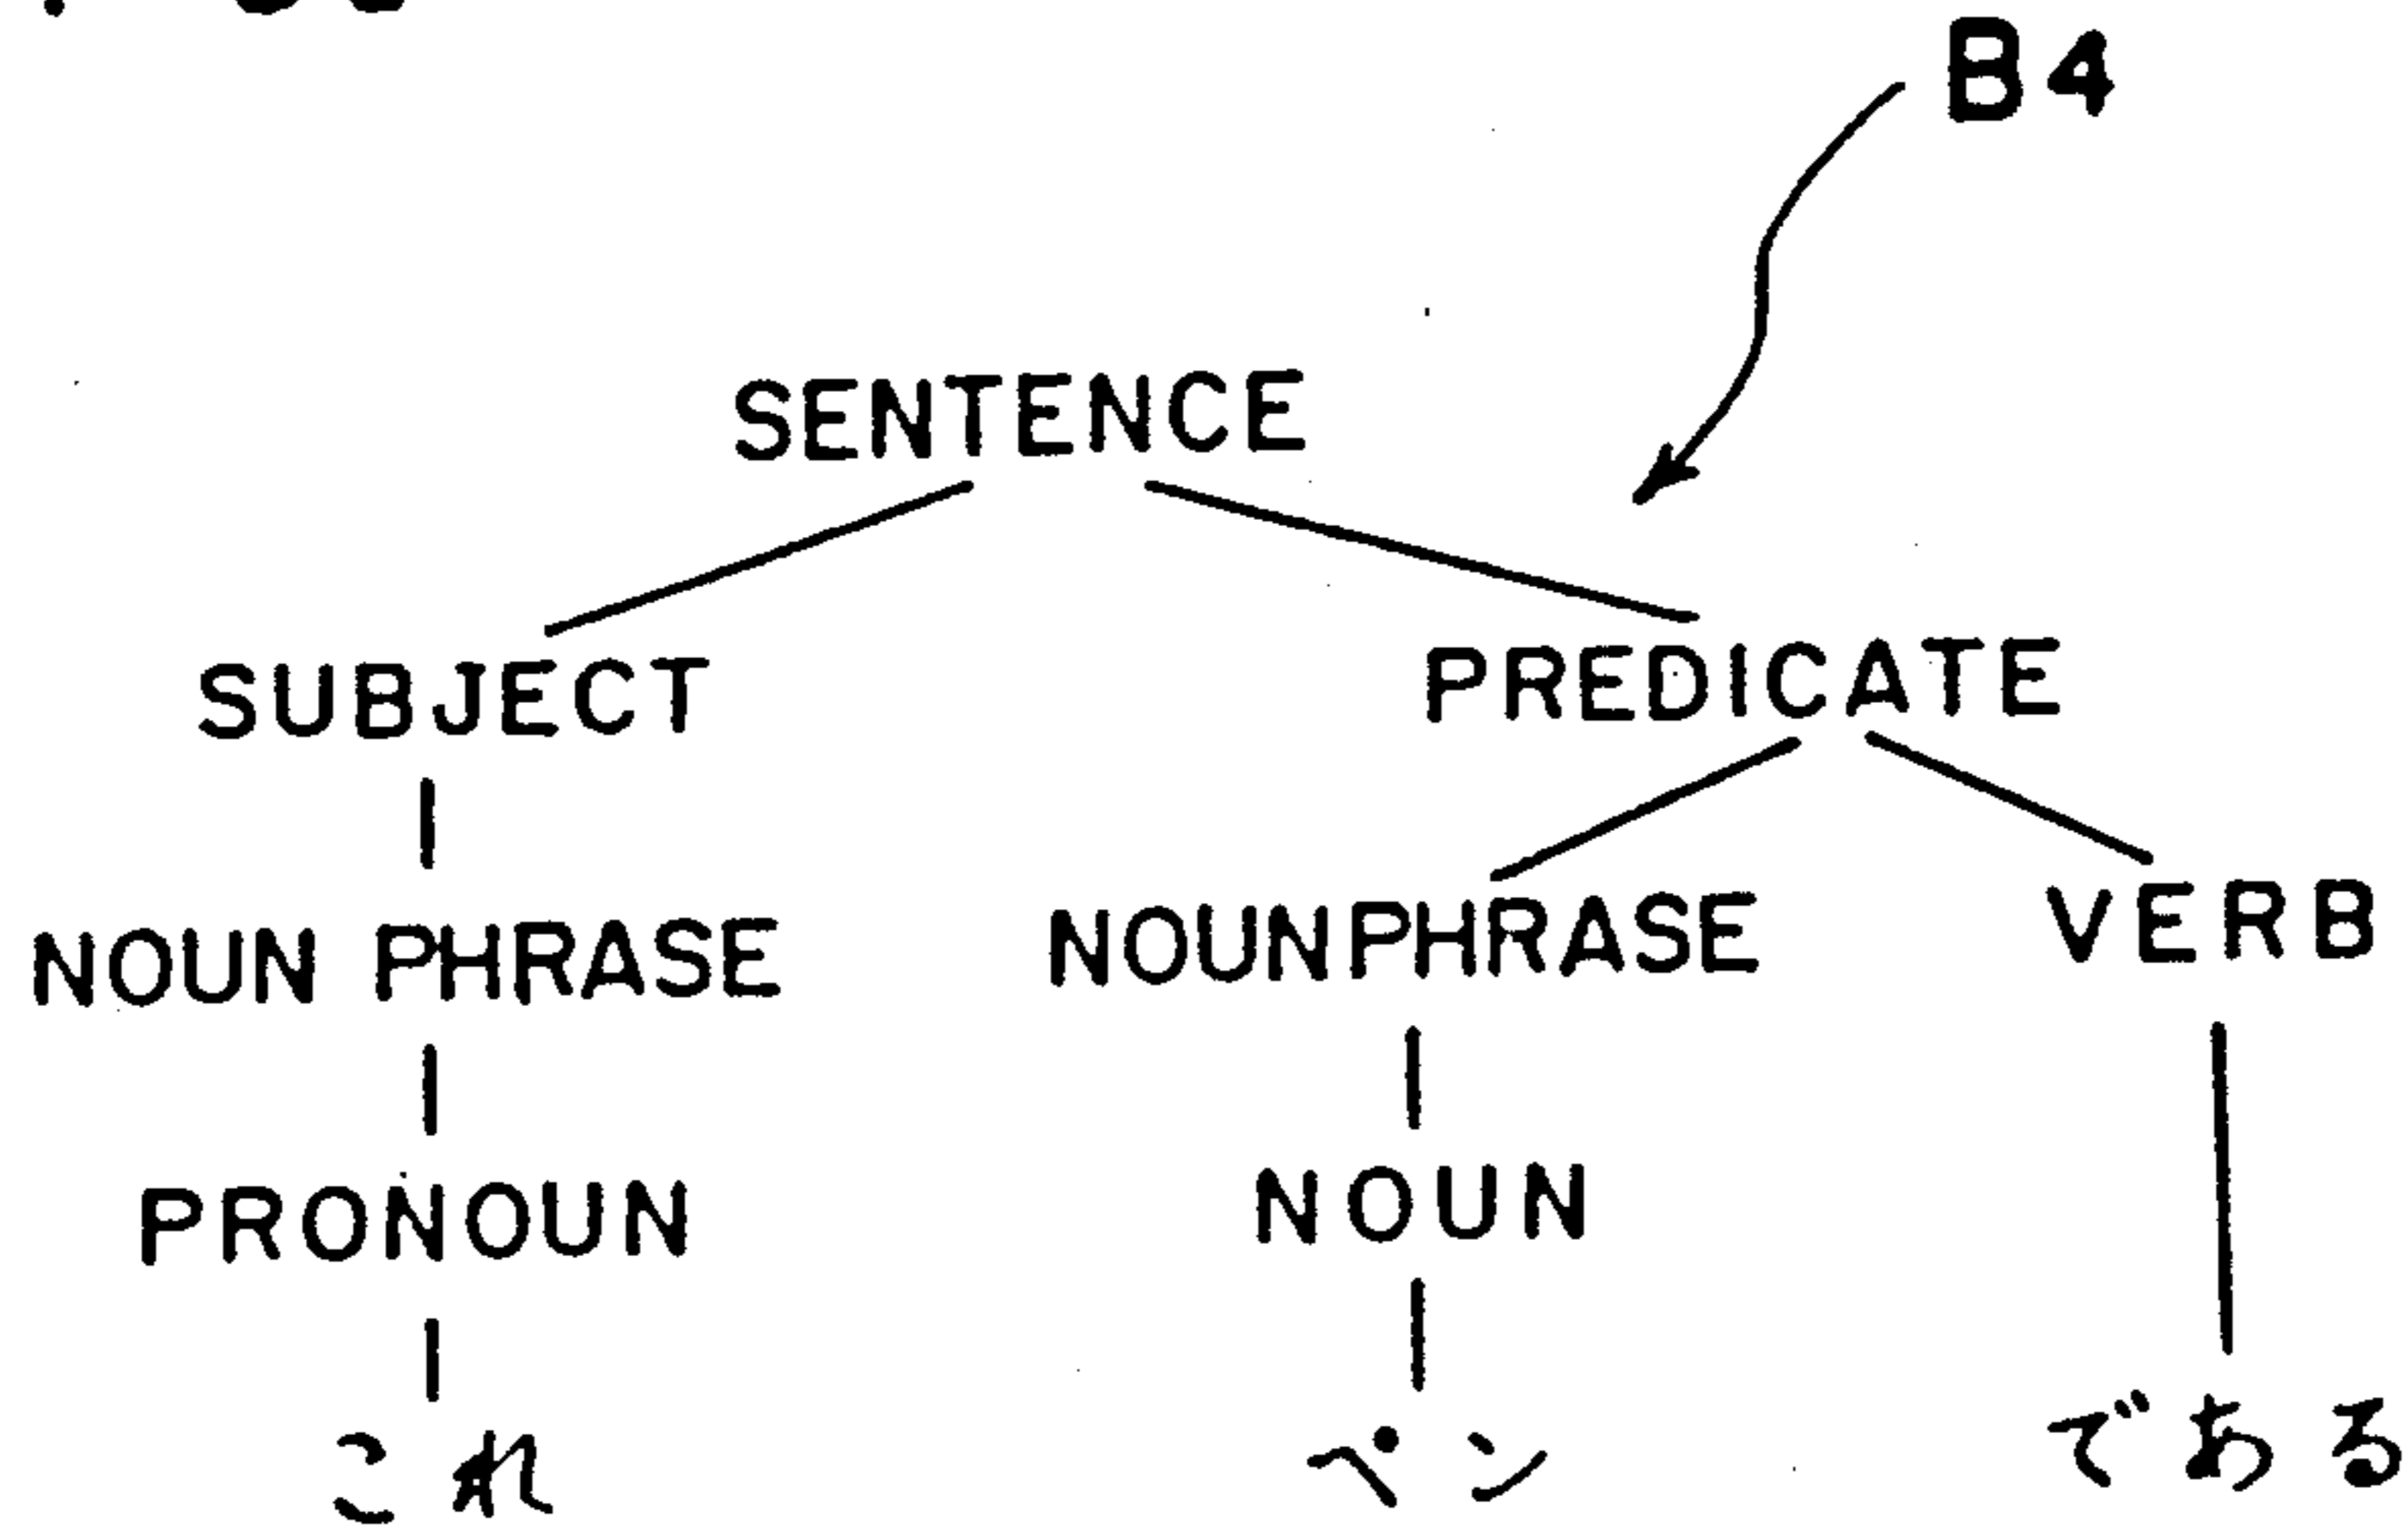 B4
SENTENCE
SUBJECT PREDICATE
NOUN PHRASE NOUNPHRASE VERB
PRONOUN NOUN
これ ペン である